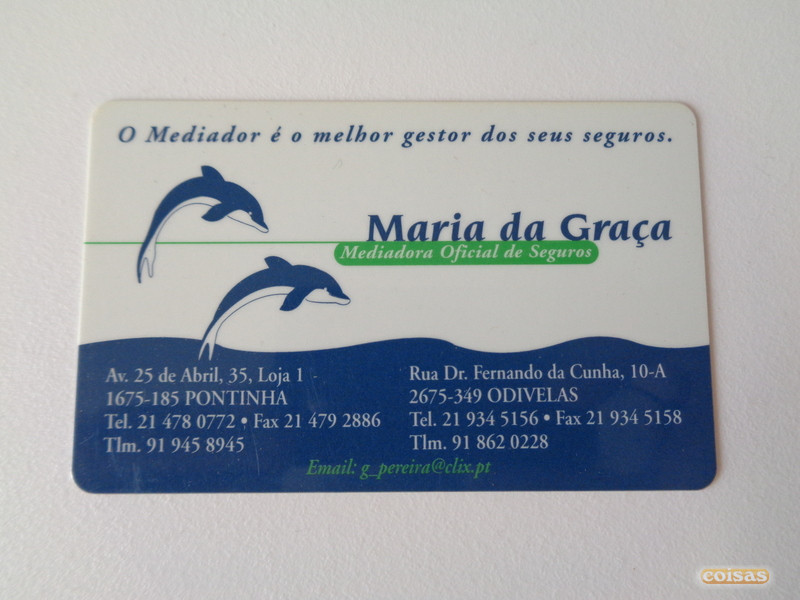 O Mediador é o melhor gestor dos seus seguros.
Maria da Graça
Mediadora Oficial de Seguros
Av. 25 de Abril, 35, Loja 1
1675-185 PONTINHA
Tel. 21 478 0772 • Fax 21 479 2886
Tlm. 91 945 8945
Rua Dr. Fernando da Cunha, 10-A
2675-349 ODIVELAS
Tel. 21 934 5156 • Fax 21 934 5158
Tlm. 91 862 0228
Email: g_pereira@clix.pt
coisas